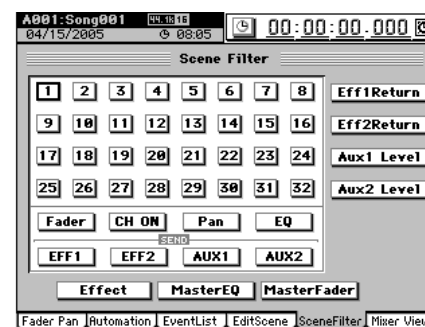 A001:Song001 44.1k 16
04/15/2005 08:05 00:00:00.000
Scene Filter
1 2 3 4 5 6 7 8 Eff1Return
9 10 11 12 13 14 15 16 Eff2Return
17 18 19 20 21 22 23 24 Aux1 Level
25 26 27 28 29 30 31 32 Aux2 Level
Fader CH ON Pan EQ
SEND
EFF1 EFF2 AUX1 AUX2
Effect MasterEQ MasterFader
Fader Pan Automation EventList EditScene SceneFilter Mixer View